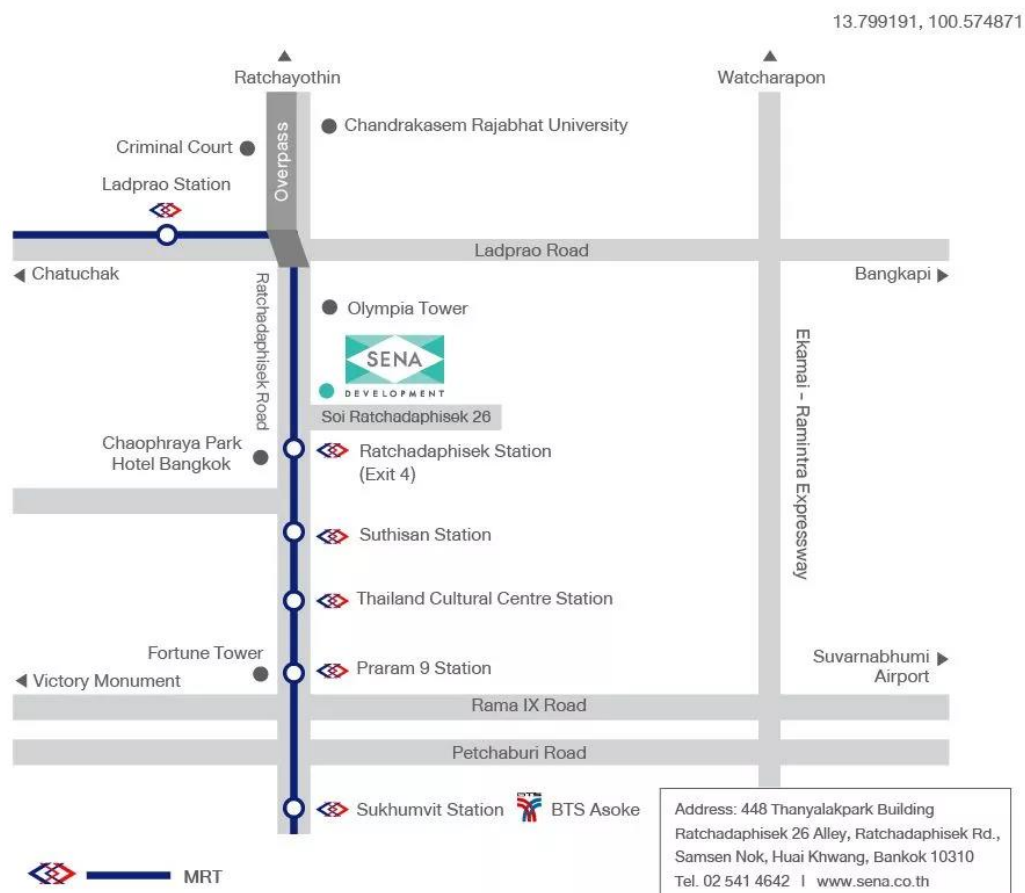 13.799191, 100.574871
Ratchayothin
Watcharapon
Overpass
Chandrakasem Rajabhat University
Criminal Court
Ladprao Station
Ladprao Road
Chatuchak
Bangkapi
Ratchadaphisek Road
Olympia Tower
SENA
DEVELOPMENT
Soi Ratchadaphisek 26
Ekamai - Ramintra Expressway
Chaophraya Park
Hotel Bangkok
Ratchadaphisek Station
(Exit 4)
Suthisan Station
Thailand Cultural Centre Station
Fortune Tower
Praram 9 Station
Victory Monument
Suvarnabhumi
Airport
Rama IX Road
Petchaburi Road
Sukhumvit Station
BTS Asoke
Address: 448 Thanyalakpark Building
Ratchadaphisek 26 Alley, Ratchadaphisek Rd.,
Samsen Nok, Huai Khwang, Bankok 10310
Tel. 02 541 4642 | www.sena.co.th
MRT